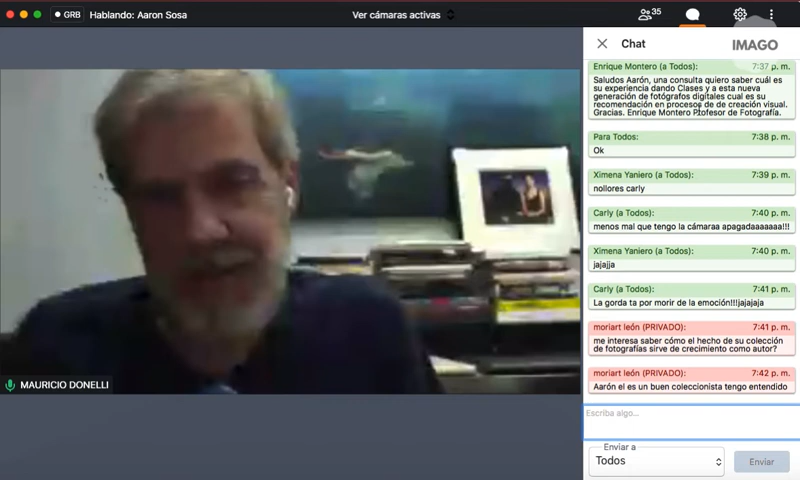 GRB Hablando: Aaron Sosa
Ver cámaras activas
35
Chat
IMAGO
Enrique Montero (a Todos): 7:37 p. m.
Saludos Aarón, una consulta quiero saber cuál es
su experiencia dando Clases y a esta nueva
generación de fotógrafos digitales cual es su
recomendación en procesos de de creación visual.
Gracias. Enrique Montero Profesor de Fotografía.
Para Todos: 7:38 p. m.
Ok
Ximena Yaniero (a Todos): 7:39 p. m.
nollores carly
Carly (a Todos): 7:40 p. m.
menos mal que tengo la cámaraa apagadaaaaaaa!!!
Ximena Yaniero (a Todos): 7:40 p. m.
jajajja
Carly (a Todos): 7:41 p. m.
La gorda ta por morir de la emoción!!!jajajaja
moriart león (PRIVADO): 7:41 p. m.
me interesa saber cómo el hecho de su colección
de fotografías sirve de crecimiento como autor?
moriart león (PRIVADO): 7:42 p. m.
Aarón el es un buen coleccionista tengo entendido
MAURICIO DONELLI
Escriba algo...
Enviar a
Todos
Enviar